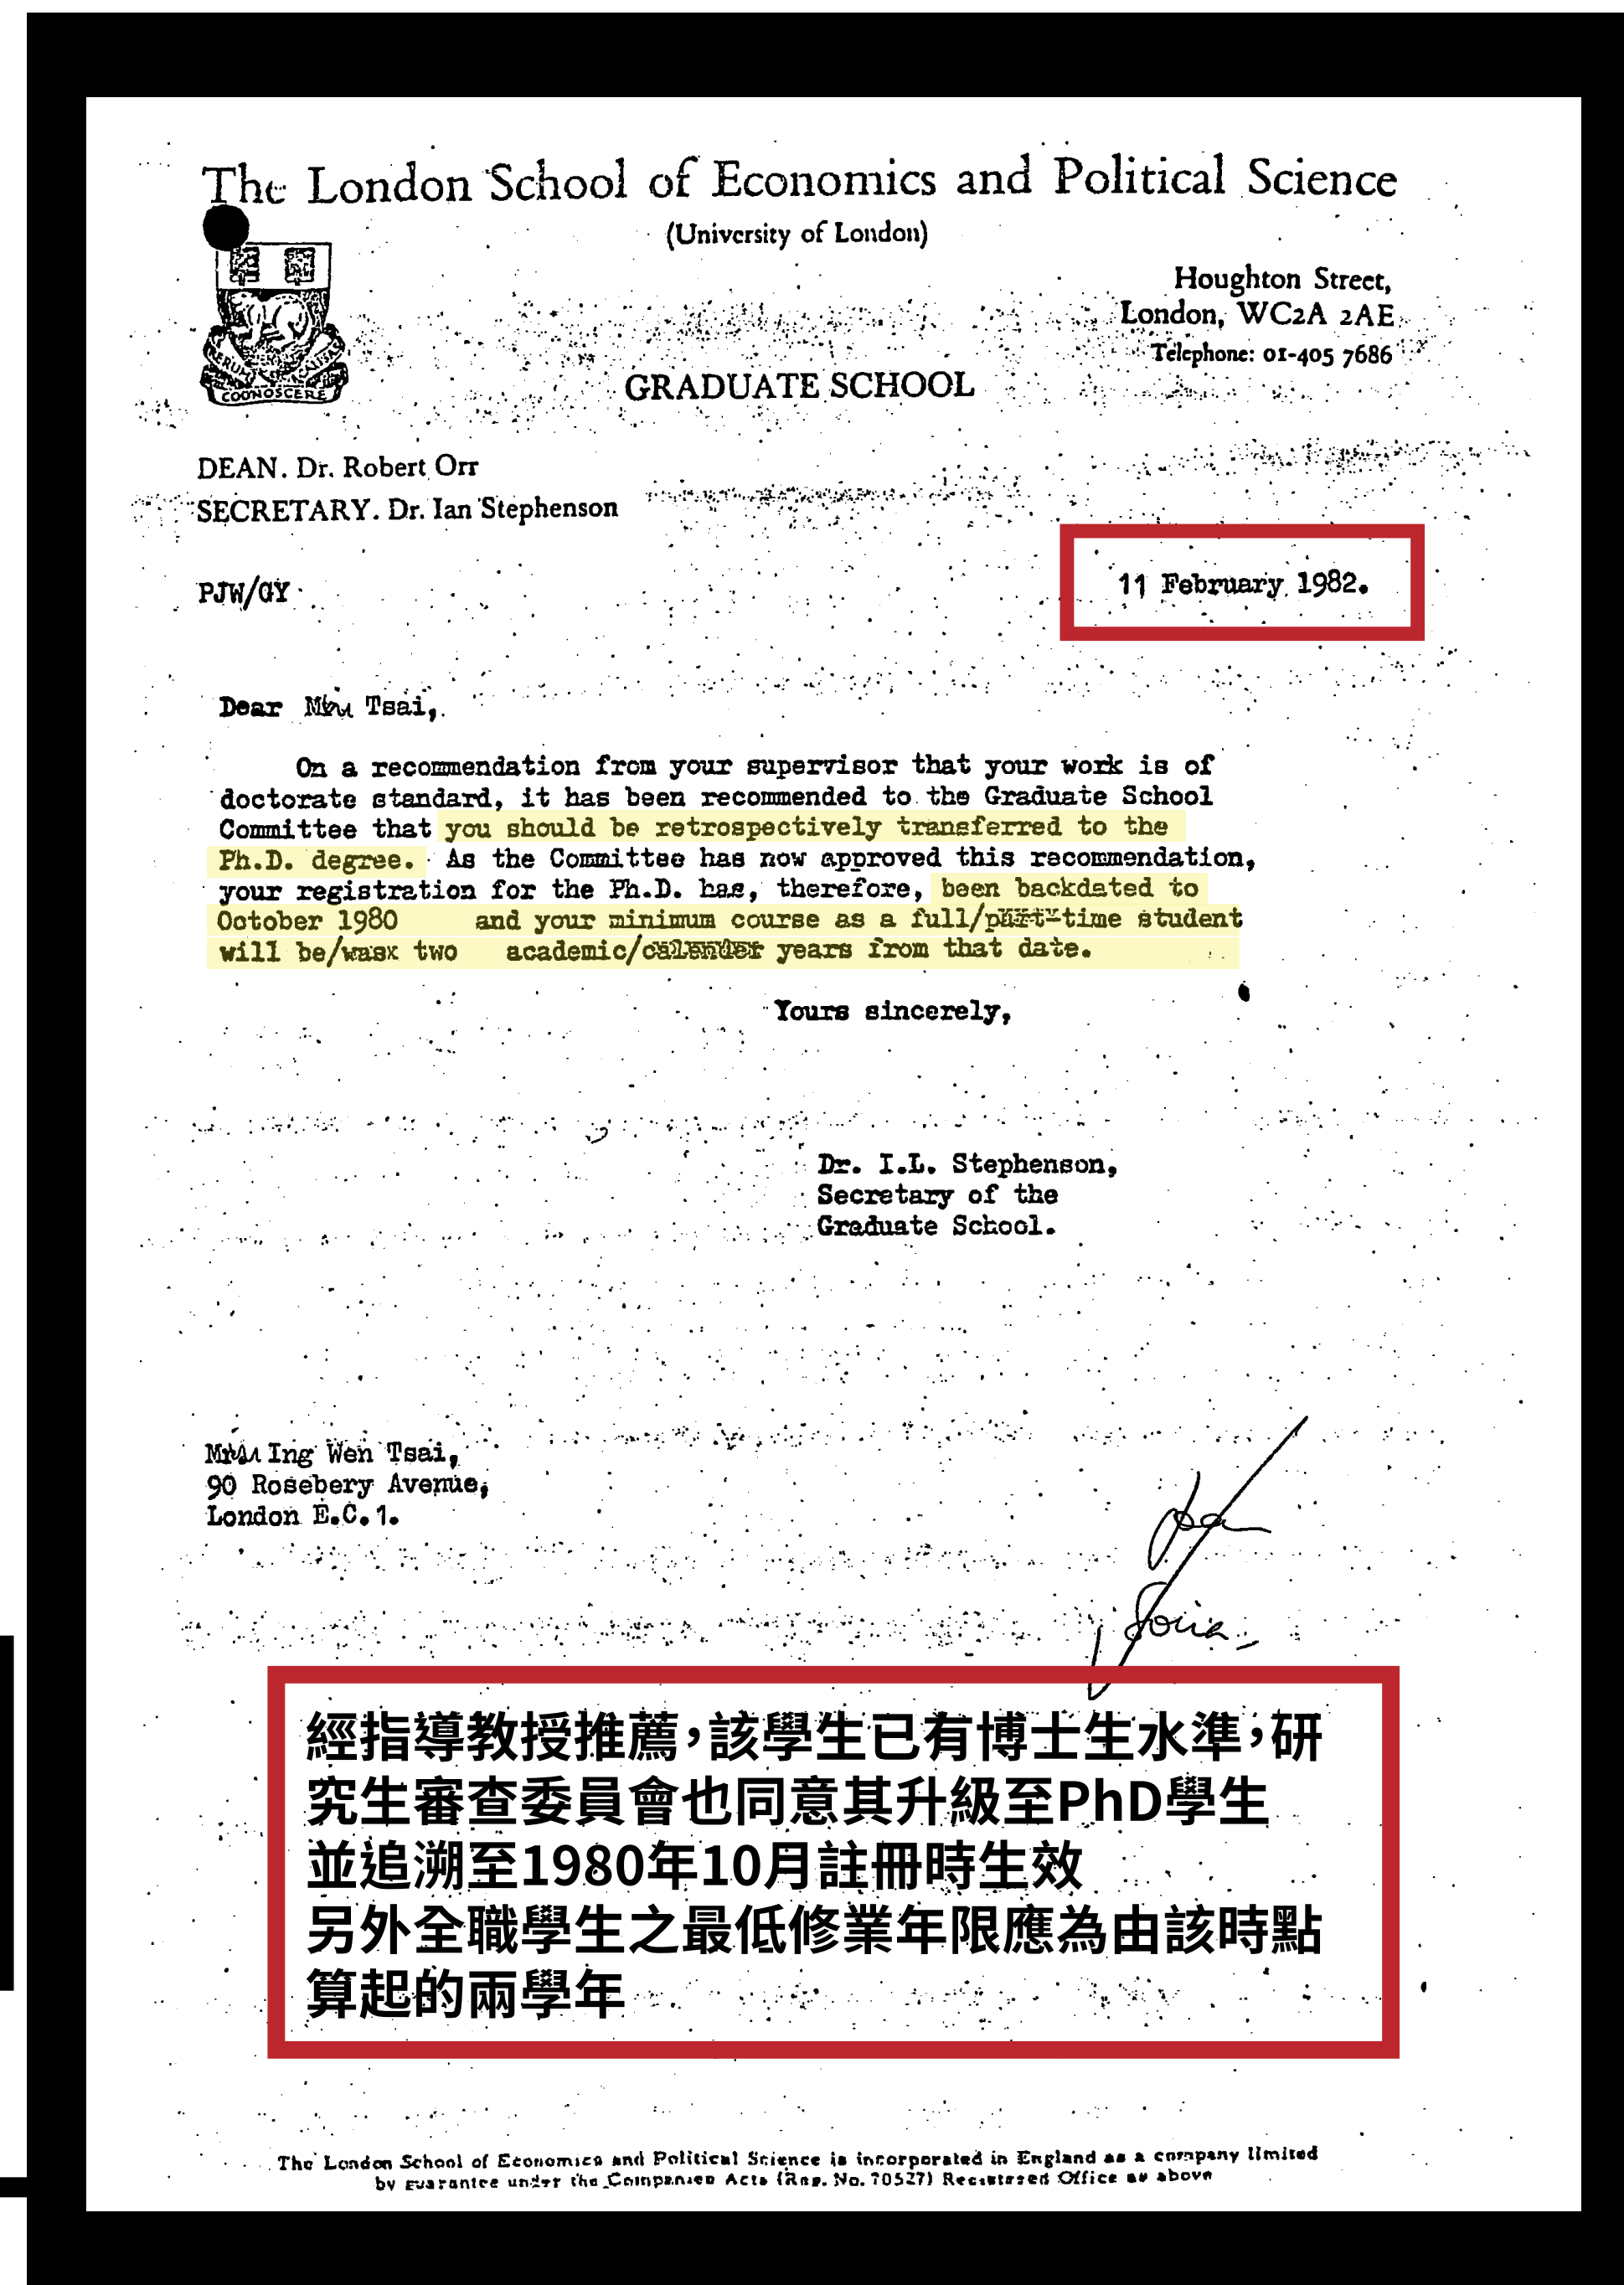 The London School of Economics and Political Science
(University of London)
Houghton Street,
London, WC2A 2AE
Telephone: 01-405 7686
RERUM
COGNOSCERE
GRADUATE SCHOOL
DEAN. Dr. Robert Orr
SECRETARY. Dr. Ian Stephenson
11 February 1982.
PJW/GY
Dear Tsai,
On a recommendation from your supervisor that your work is of
doctorate standard, it has been recommended to the Graduate School
Committee that you should be retrospectively transferred to the
Ph.D. degree. As the Committee has now approved this recommendation,
your registration for the Ph.D. has, therefore, been backdated to
October 1980 and your minimum course as a full/part-time student
will be/was two academic/calender years from that date.
Yours sincerely,
Dr. I.L. Stephenson,
Secretary of the
Graduate School.
Ing Wen Tsai,
90 Rosebery Avenue,
London E.C.1.
經指導教授推薦，該學生已有博士生水準，研
究生審查委員會也同意其升級至PhD學生
並追溯至1980年10月註冊時生效
另外全職學生之最低修業年限應為由該時點
算起的兩學年
The London School of Economics and Political Science is incorporated in England as a company limited
by guarantee under the Companies Acts (Reg. No. 70527) Registered Office as above